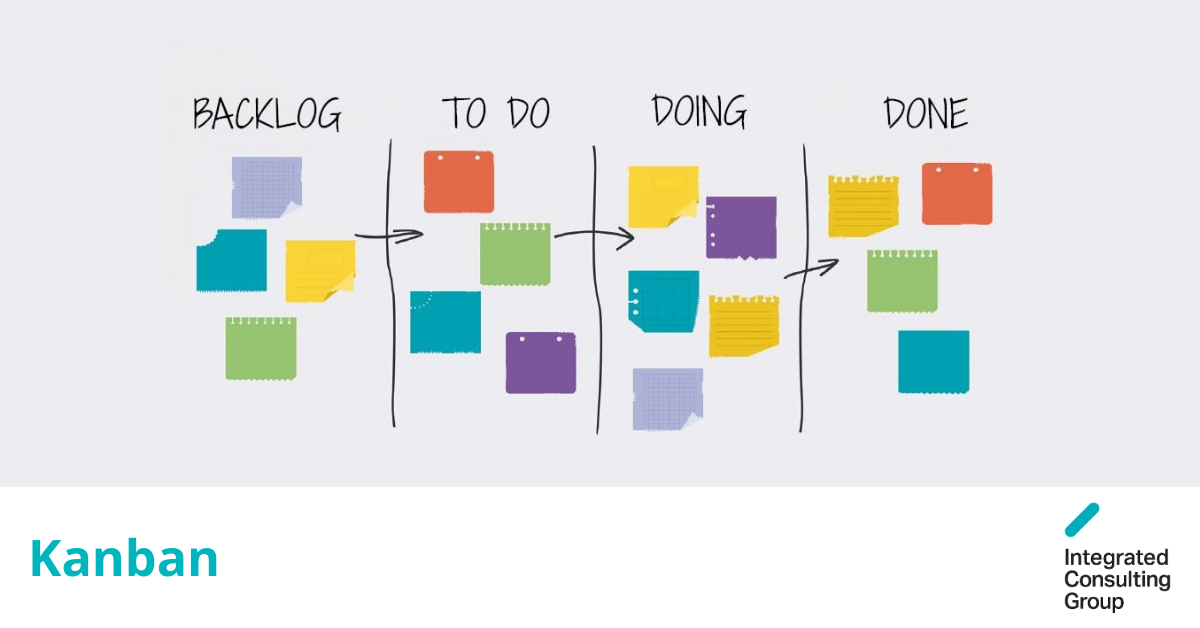 BACKLOG
TO DO
DOING
DONE
Kanban
Integrated
Consulting
Group